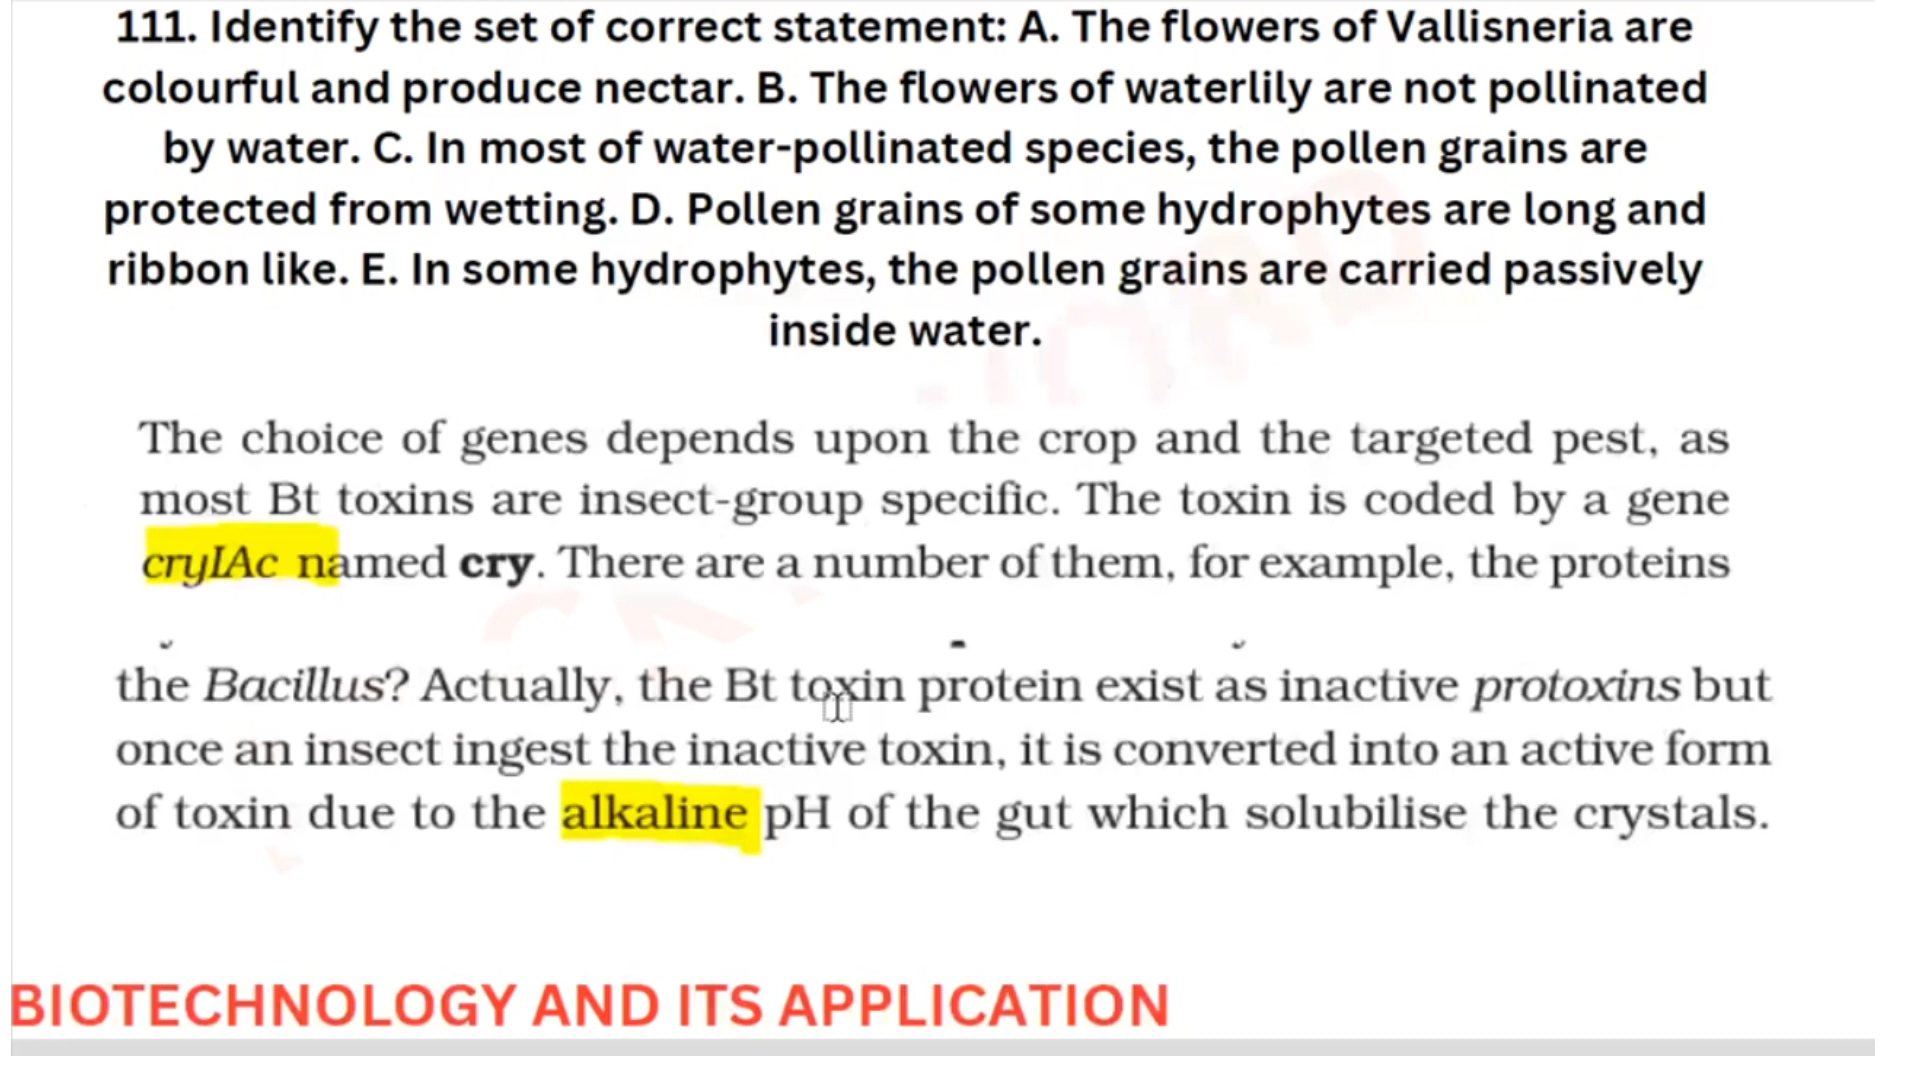 111. Identify the set of correct statement: A. The flowers of Vallisneria are
colourful and produce nectar. B. The flowers of waterlily are not pollinated
by water. C. In most of water-pollinated species, the pollen grains are
protected from wetting. D. Pollen grains of some hydrophytes are long and
ribbon like. E. In some hydrophytes, the pollen grains are carried passively
inside water.
The choice of genes depends upon the crop and the targeted pest, as
most Bt toxins are insect-group specific. The toxin is coded by a gene
cryIAc named cry. There are a number of them, for example, the proteins
the Bacillus? Actually, the Bt toxin protein exist as inactive protoxins but
once an insect ingest the inactive toxin, it is converted into an active form
of toxin due to the alkaline pH of the gut which solubilise the crystals.
BIOTECHNOLOGY AND ITS APPLICATION